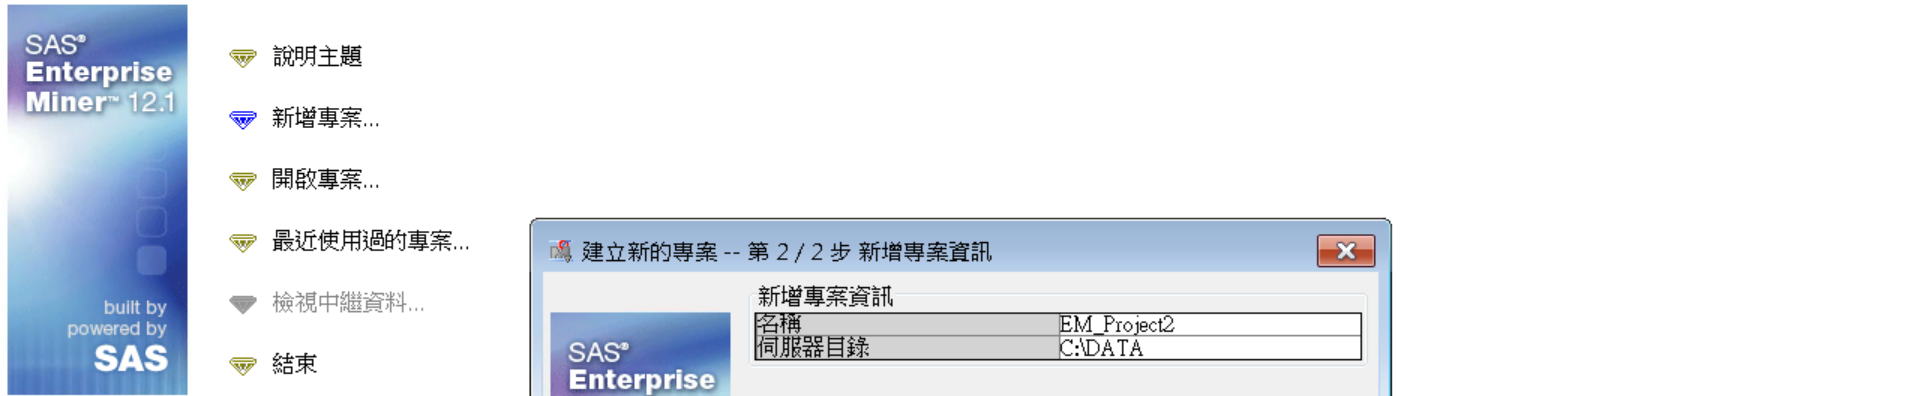 SAS®
Enterprise
Miner™ 12.1
built by
powered by
SAS
說明主題
新增專案...
開啟專案...
最近使用過的專案...
檢視中繼資料...
結束
建立新的專案 -- 第 2 / 2 步 新增專案資訊
新增專案資訊
名稱 EM_Project2
伺服器目錄 C:\DATA
SAS®
Enterprise